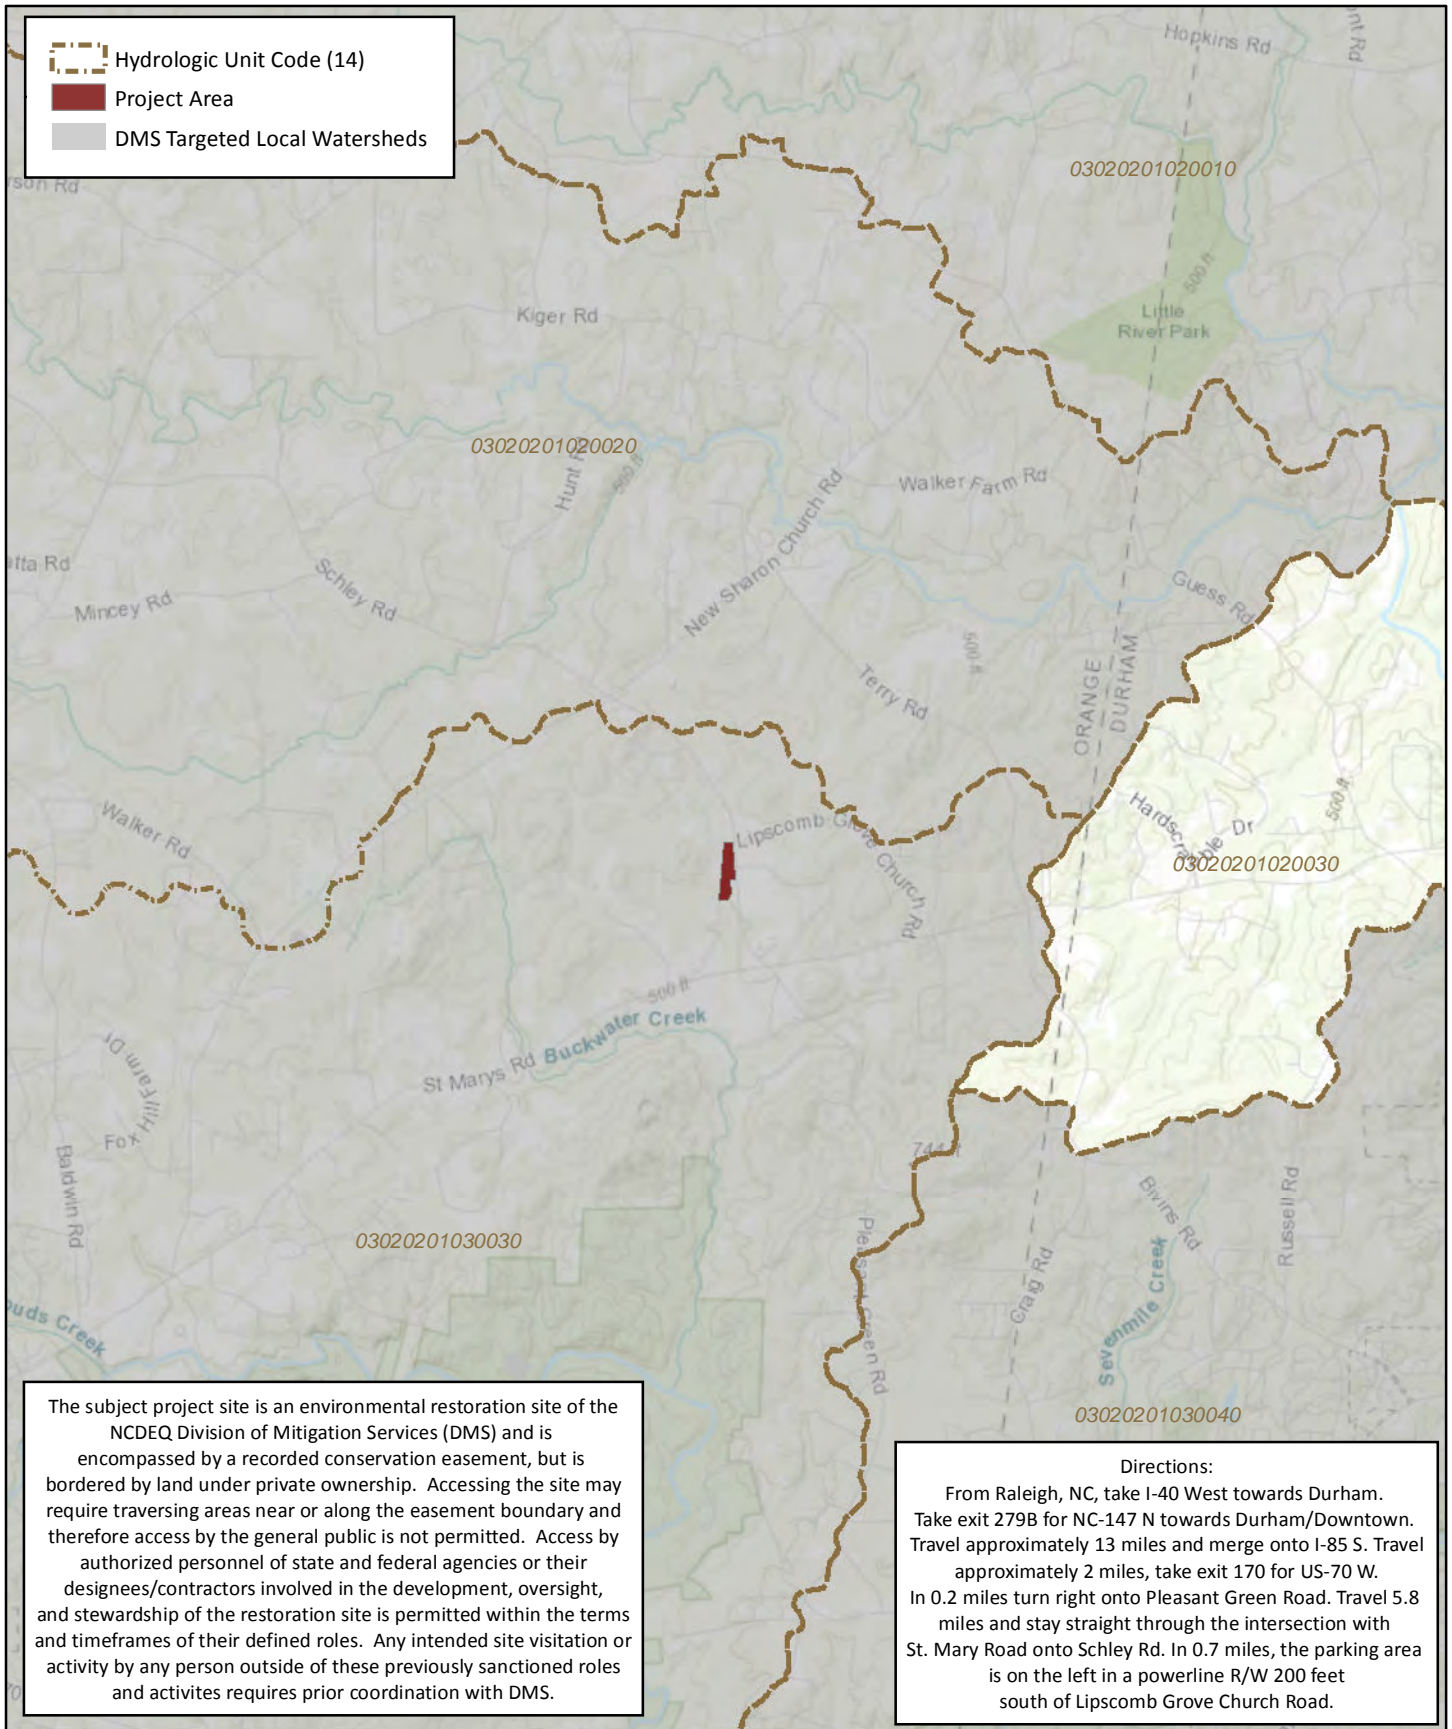 Hydrologic Unit Code (14)
Project Area
DMS Targeted Local Watersheds
Hopkins Rd
03020201020010
500 ft
Little
River Park
Kiger Rd
03020201020020
Hunt
500 ft
Walker Farm Rd
New Sharon Church Rd
Schley Rd
Mincey Rd
Guess Rd
500 ft
Terry Rd
ORANGE
DURHAM
Walker Rd
Lipscomb Grove Church Rd
Hardscrabble Dr
500 ft
03020201020030
500 ft
Buckwater Creek
St Marys Rd
Fox Hill Farm Dr
Baldwin Rd
Bivins Rd
Russell Rd
Pleasant Green Rd
Craig Rd
Sevenmile Creek
03020201030030
ouds Creek
03020201030040
The subject project site is an environmental restoration site of the
NCDEQ Division of Mitigation Services (DMS) and is
encompassed by a recorded conservation easement, but is
bordered by land under private ownership.  Accessing the site may
require traversing areas near or along the easement boundary and
therefore access by the general public is not permitted.  Access by
authorized personnel of state and federal agencies or their
designees/contractors involved in the development, oversight,
and stewardship of the restoration site is permitted within the terms
and timeframes of their defined roles.  Any intended site visitation or
activity by any person outside of these previously sanctioned roles
and activites requires prior coordination with DMS.
Directions:
From Raleigh, NC, take I-40 West towards Durham.
Take exit 279B for NC-147 N towards Durham/Downtown.
Travel approximately 13 miles and merge onto I-85 S. Travel
approximately 2 miles, take exit 170 for US-70 W.
In 0.2 miles turn right onto Pleasant Green Road. Travel 5.8
miles and stay straight through the intersection with
St. Mary Road onto Schley Rd. In 0.7 miles, the parking area
is on the left in a powerline R/W 200 feet
south of Lipscomb Grove Church Road.